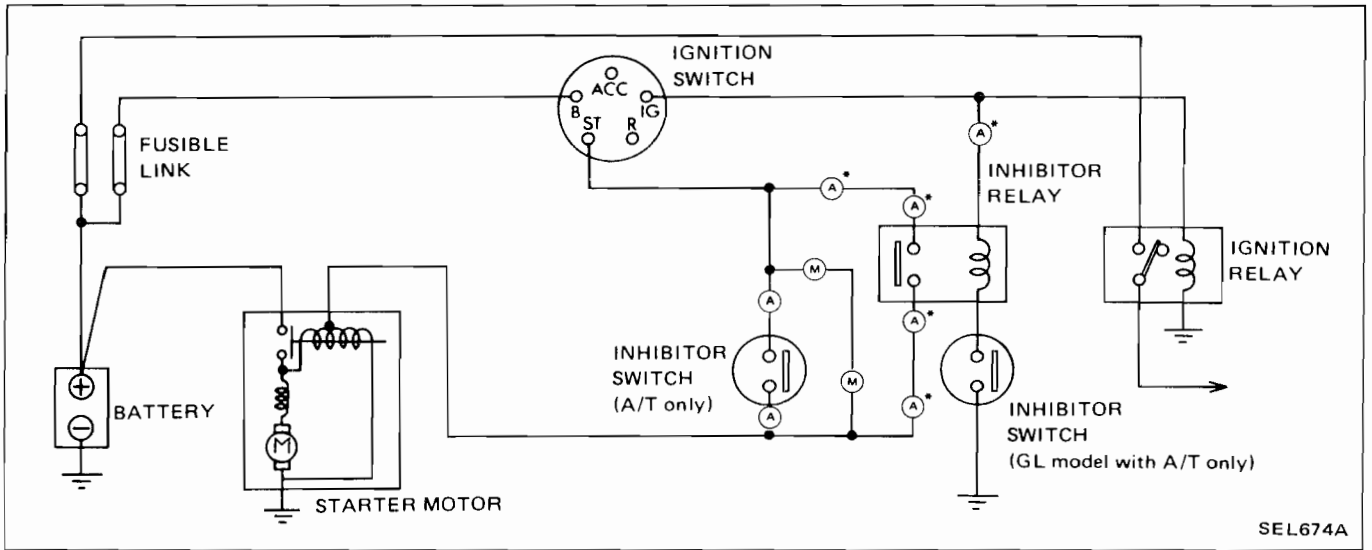 IGNITION
SWITCH
ACC
B
IG
ST
R
FUSIBLE
LINK
A*
A*
INHIBITOR
RELAY
A*
IGNITION
RELAY
M
A
A*
INHIBITOR
SWITCH
(A/T only)
M
BATTERY
A
A*
INHIBITOR
SWITCH
(GL model with A/T only)
M
STARTER MOTOR
SEL674A